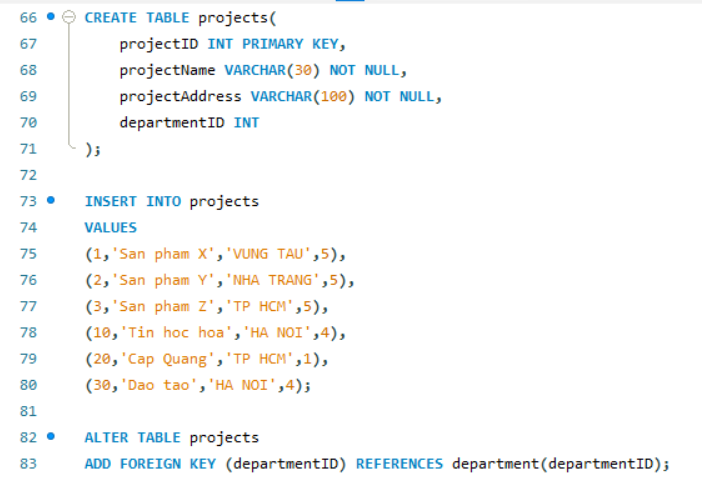 66 CREATE TABLE projects(
67 projectID INT PRIMARY KEY,
68 projectName VARCHAR(30) NOT NULL,
69 projectAddress VARCHAR(100) NOT NULL,
70 departmentID INT
71 );
72
73 INSERT INTO projects
74 VALUES
75 (1,'San pham X','VUNG TAU',5),
76 (2,'San pham Y','NHA TRANG',5),
77 (3,'San pham Z','TP HCM',5),
78 (10,'Tin hoc hoa','HA NOI',4),
79 (20,'Cap Quang','TP HCM',1),
80 (30,'Dao tao','HA NOI',4);
81
82 ALTER TABLE projects
83 ADD FOREIGN KEY (departmentID) REFERENCES department(departmentID);